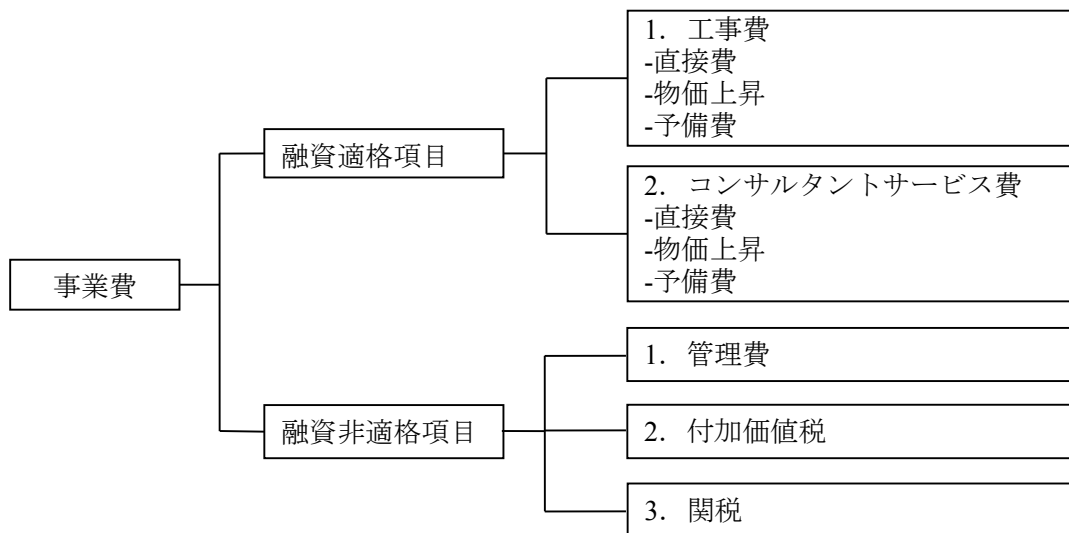 事業費
融資適格項目
1. 工事費
-直接費
-物価上昇
-予備費
2. コンサルタントサービス費
-直接費
-物価上昇
-予備費
融資非適格項目
1. 管理費
2. 付加価値税
3. 関税